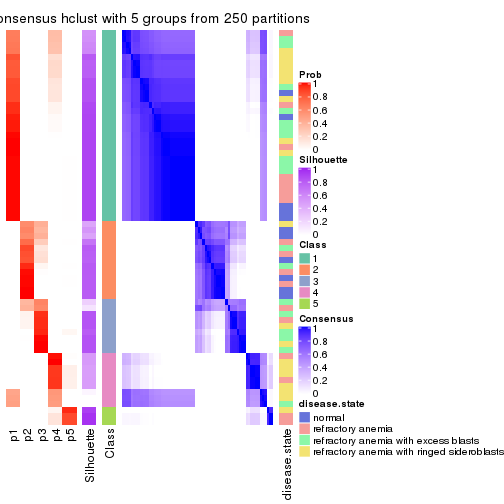 onsensus hclust with 5 groups from 250 partitions
Prob
1
0.8
0.6
0.4
0.2
0
Silhouette
1
0.8
0.6
0.4
0.2
0
Class
1
2
3
4
5
Consensus
1
0.8
0.6
0.4
0.2
0
disease.state
normal
refractory anemia
refractory anemia with excess blasts
refractory anemia with ringed sideroblasts
p1
p2
p3
p4
p5
Silhouette
Class
disease.state